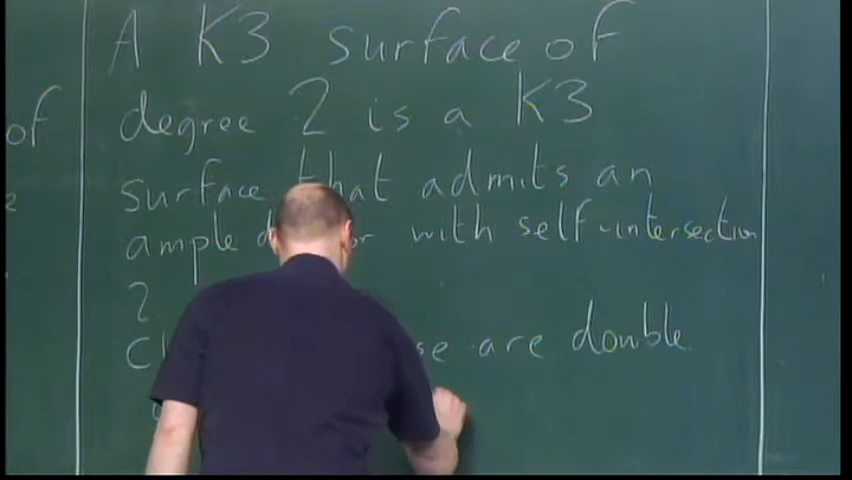 A K3 surface of
degree 2 is a K3
surface that admits an
ample with self-intersection
2
are double
of